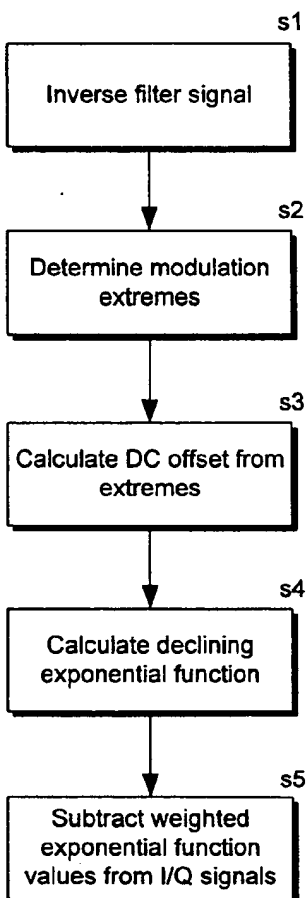 s1
Inverse filter signal
s2
Determine modulation
extremes
s3
Calculate DC offset from
extremes
s4
Calculate declining
exponential function
s5
Subtract weighted
exponential function
values from I/Q signals